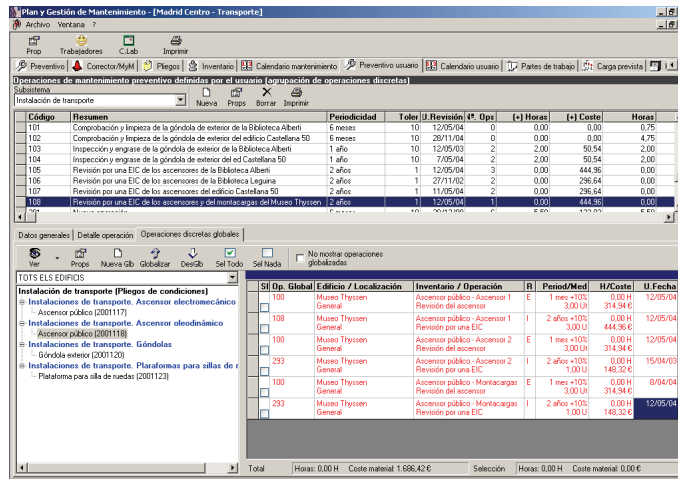 Plan y Gestión de Mantenimiento - [Madrid Centro - Transporte]
Archivo Ventana ?
Prop Trabajadores C.Lab Imprimir
Preventivo Corrector/MyM Pliegos Inventario Calendario mantenimiento Preventivo usuario Calendario usuario Partes de trabajo Carga prevista
Operaciones de mantenimiento preventivo definidas por el usuario (agrupación de operaciones discretas)
Subsistema
Instalación de transporte Nueva Props Borrar Imprimir
Código Resumen Periodicidad Toler U.Revisión 4ª. Ops (+) Horas (+) Coste Horas
101 Comprobación y limpieza de la góndola de exterior de la Biblioteca Alberti 6 meses 10 12/05/04 0 0,00 0,00 0,75
102 Comprobación y limpieza de la góndola de exterior del edificio Castellana 50 6 meses 10 28/11/04 0 0,00 0,00 4,75
103 Inspección y engrase de la góndola de exterior de la Biblioteca Alberti 1 año 10 12/05/03 2 0,00 50,54 2,00
104 Inspección y engrase de la góndola de exterior del ed Castellana 50 1 año 10 7/05/04 2 0,00 50,54 2,00
105 Revisión por una EIC de los ascensores de la Biblioteca Alberti 2 años 1 12/05/04 3 0,00 444,96 0,00
106 Revisión por una EIC de los ascensores de la Biblioteca Leguina 2 años 1 27/11/02 2 0,00 296,64 0,00
107 Revisión por una EIC de los ascensores del edificio Castellana 50 2 años 1 11/05/04 2 0,00 296,64 0,00
108 Revisión por una EIC de los ascensores y del montacargas del Museo Thyssen 2 años 1 12/05/04 1 0,00 444,96 0,00
Datos generales Detalle operación Operaciones discretas globales
Ver Props Nueva Glb Globalizar DesGlb Sel Todo Sel Nada No mostrar operaciones
globalizadas
TOTS ELS EDIFICIS
Instalación de transporte (Pliegos de condiciones)
Instalaciones de transporte. Ascensor electromecánico
Ascensor público (2001117)
Instalaciones de transporte. Ascensor oleodinámico
Ascensor público (2001118)
Instalaciones de transporte. Góndolas
Góndola exterior (2001120)
Instalaciones de transporte. Plaraformas para sillas de r
Plataforma para silla de ruedas (2001123)
Sl Op. Global Edificio / Localización Inventario / Operación R Period/Med H/Coste U.Fecha
100 Museo Thyssen Ascensor público - Ascensor 1 E 1 mes +10% 0,00 H 12/05/04
General Revisión del ascensor 3,00 Ut 314,94 €
108 Museo Thyssen Ascensor público - Ascensor 1 I 2 años +10% 0,00 H 12/05/04
General Revisión por una EIC 3,00 U 444,96 €
100 Museo Thyssen Ascensor público - Ascensor 2 E 1 mes +10% 0,00 H 12/05/04
General Revisión del ascensor 3,00 Ut 314,94 €
293 Museo Thyssen Ascensor público - Ascensor 2 I 2 años +10% 0,00 H 15/04/03
General Revisión por una EIC 1,00 U 148,32 €
100 Museo Thyssen Ascensor público - Montacargas E 1 mes +10% 0,00 H 8/04/04
General Revisión del ascensor 3,00 Ut 314,94 €
293 Museo Thyssen Ascensor público - Montacargas I 2 años +10% 0,00 H 12/05/04
General Revisión por una EIC 1,00 U 148,32 €
Total Horas: 0,00 H Coste material: 1.686,42 € Selección Horas: 0,00 H Coste material: 0,00 €